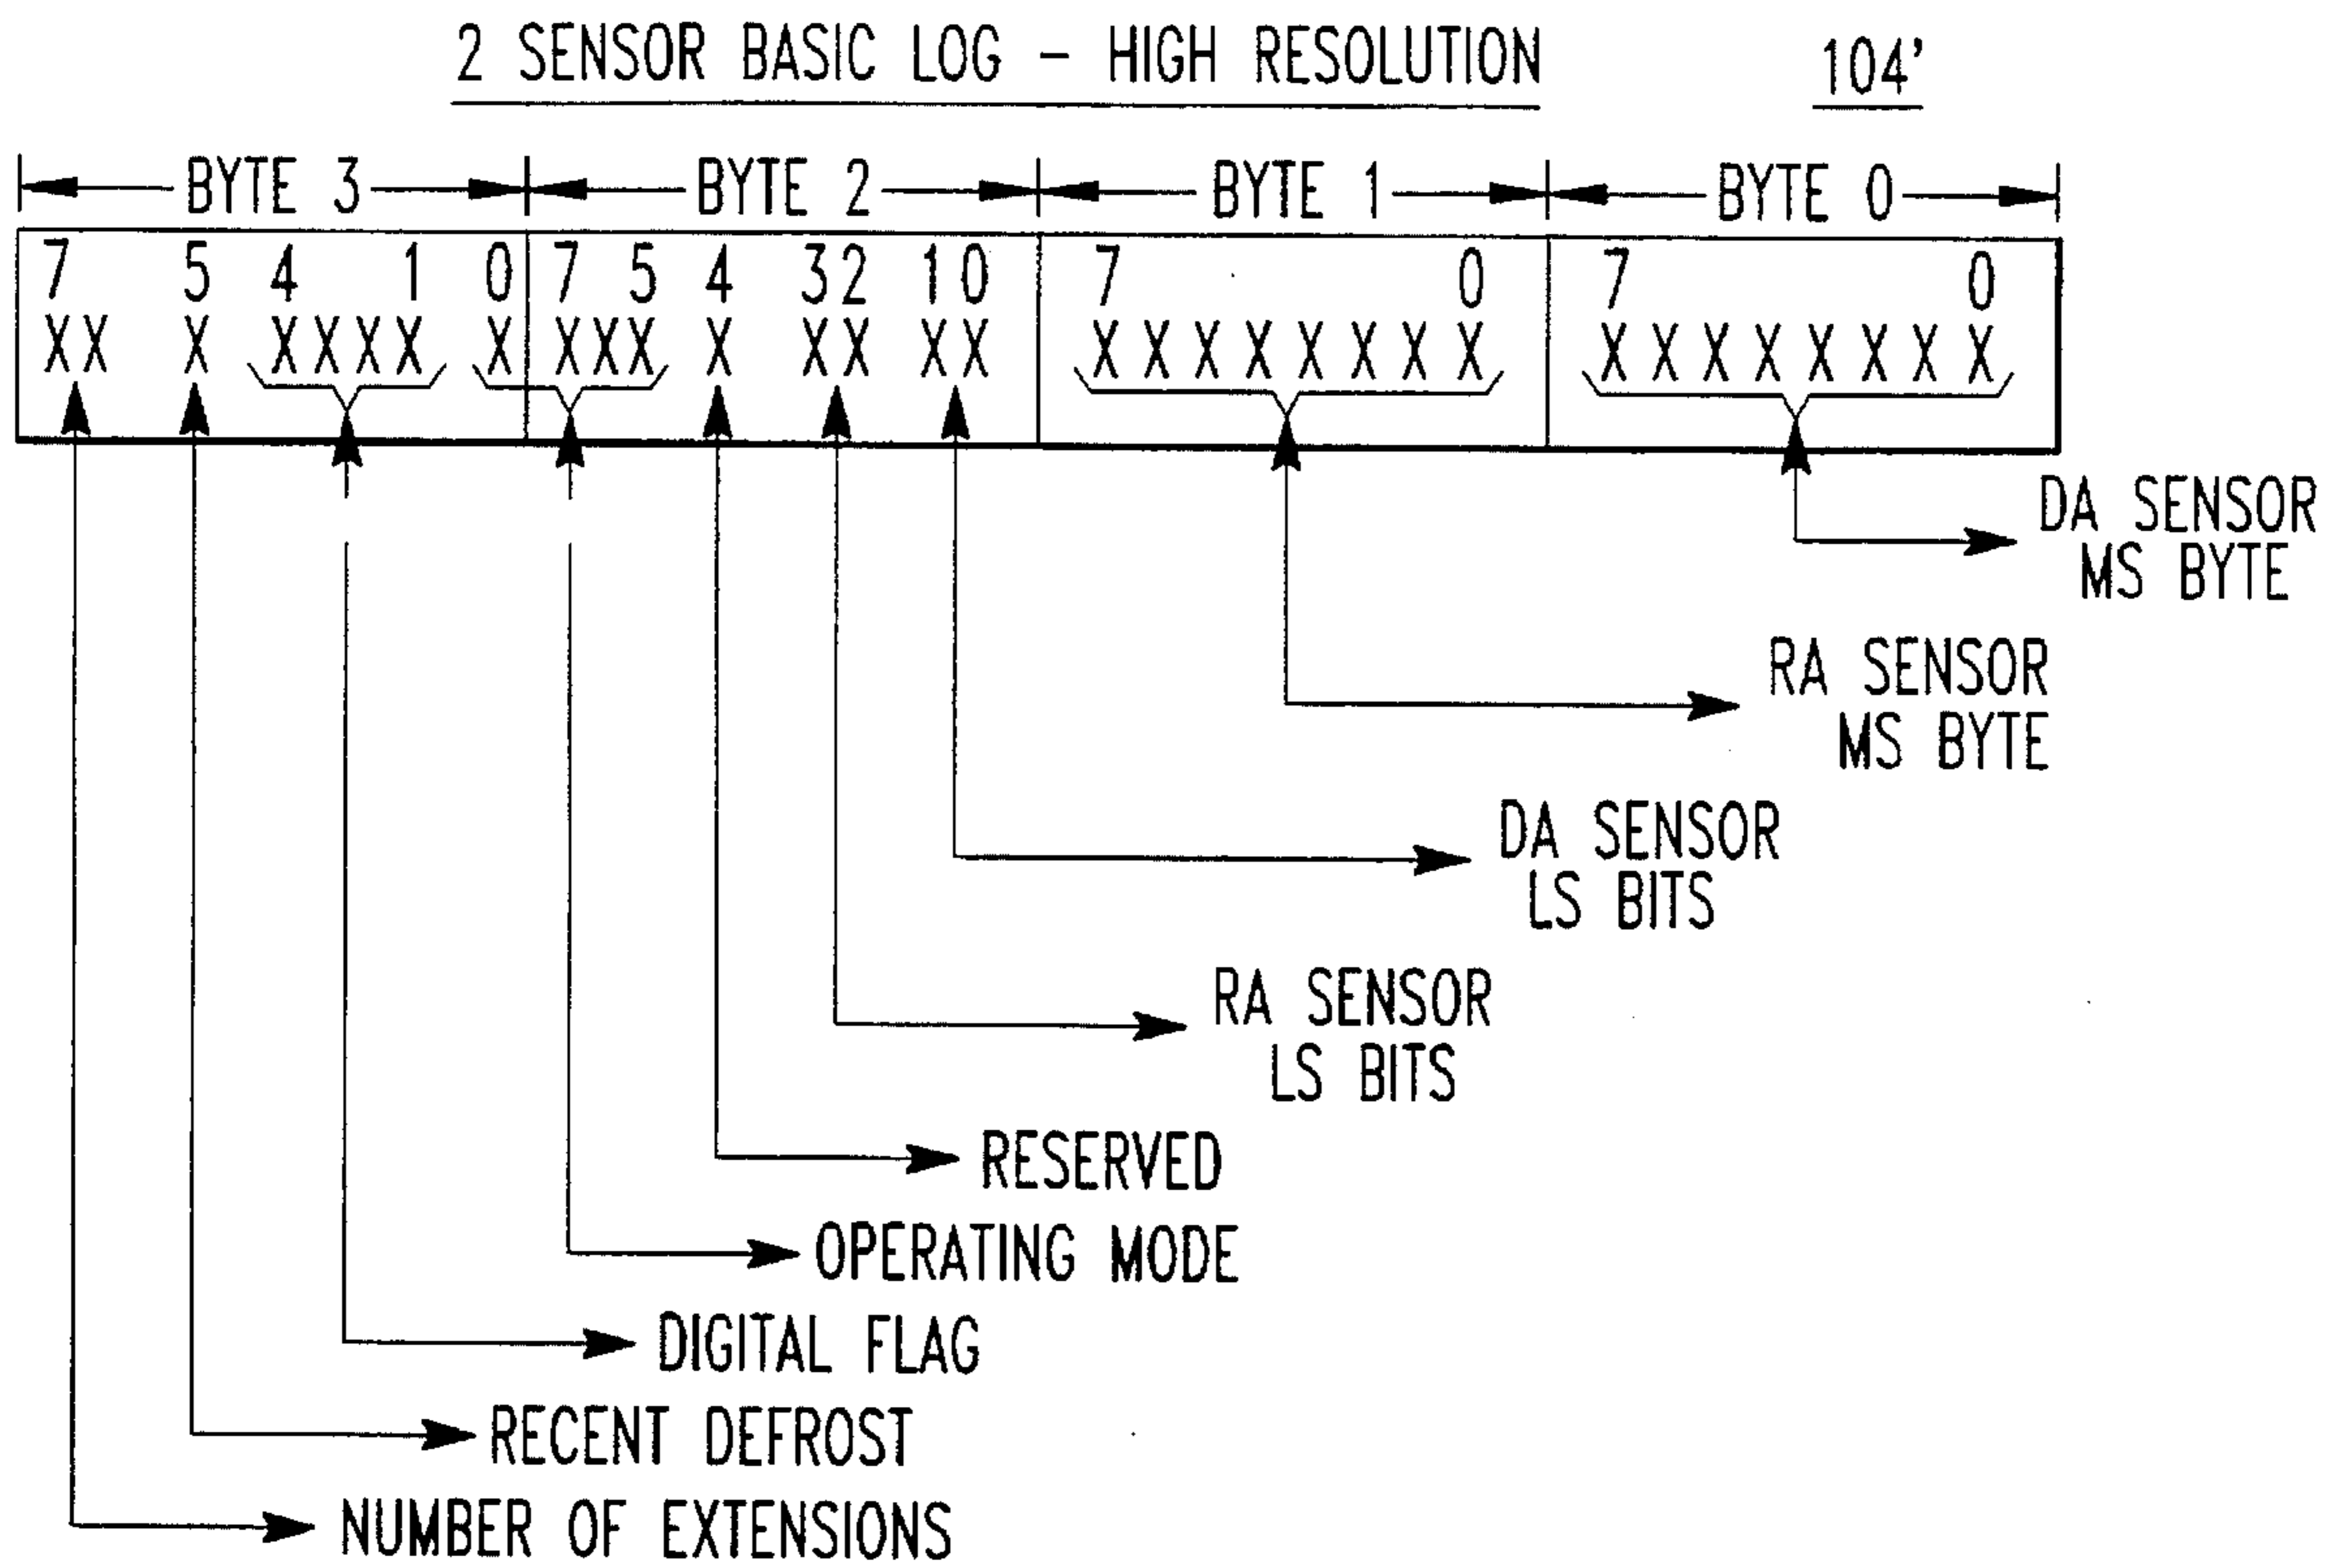 2 SENSOR BASIC LOG - HIGH RESOLUTION 104'
BYTE 3 BYTE 2 BYTE 1 BYTE 0
7 5 4 1 0 7 5 4 32 10 7 0 7 0
XX X XXXX X XXX X XX XX XXXXXXXX XXXXXXXX
DA SENSOR
MS BYTE
RA SENSOR
MS BYTE
DA SENSOR
LS BITS
RA SENSOR
LS BITS
RESERVED
OPERATING MODE
DIGITAL FLAG
RECENT DEFROST
NUMBER OF EXTENSIONS